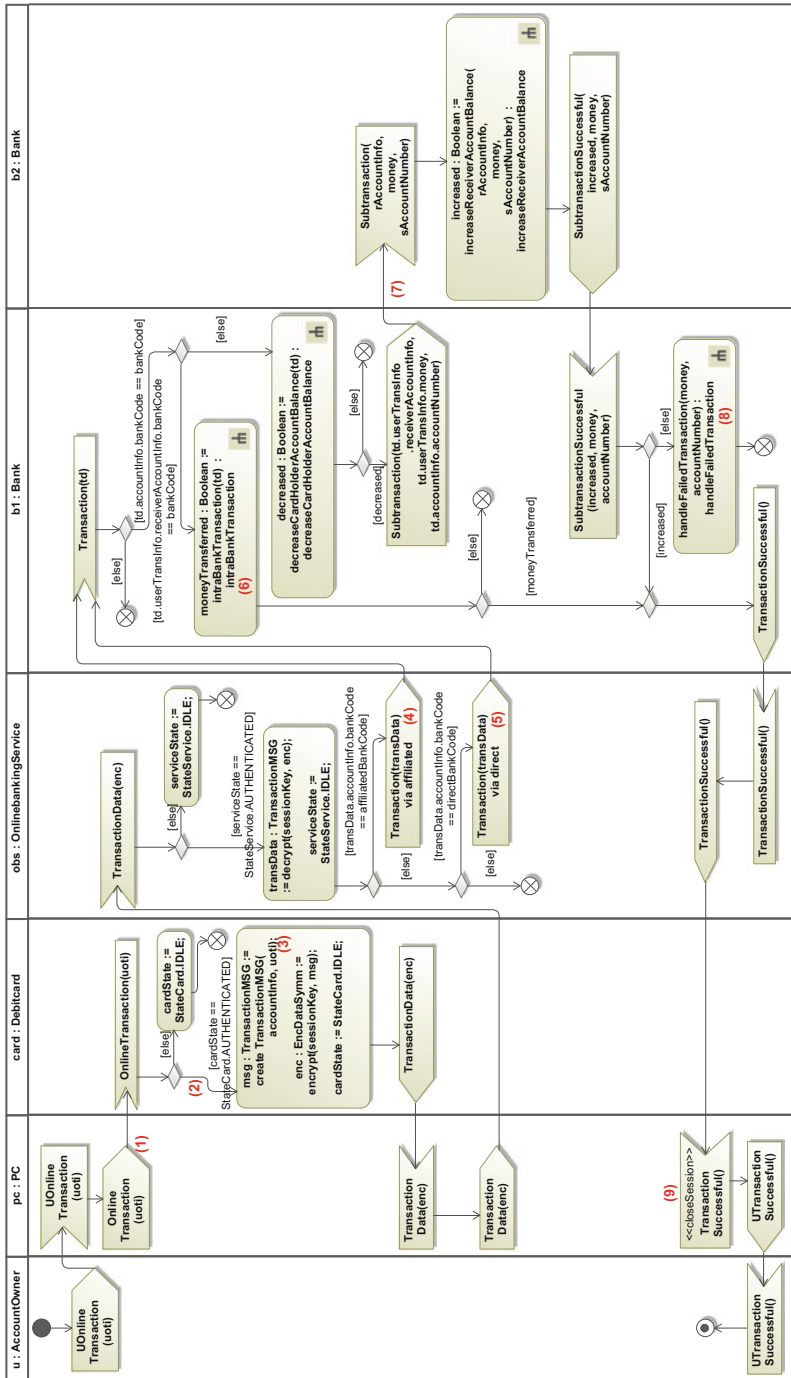 u : AccountOwner
UOnline
Transaction
(uoti)
UTransaction
Successful()
pc : PC
UOnline
Transaction
(uoti)
Online
Transaction
(uoti)
(1)
Transaction
Data(enc)
Transaction
Data(enc)
(9)
<<closeSession>>
Transaction
Successful()
UTransaction
Successful()
card : Debitcard
OnlineTransaction(uoti)
[else]
cardState :=
StateCard.IDLE;
(2)
[cardState ==
StateCard.AUTHENTICATED]
msg : TransactionMSG :=
create TransactionMSG(
accountInfo, uoti);
(3)
enc : EncDataSymm :=
encrypt(sessionKey, msg);
cardState := StateCard.IDLE;
TransactionData(enc)
obs : OnlinebankingService
TransactionData(enc)
[else]
serviceState :=
StateService.IDLE;
[serviceState ==
StateService.AUTHENTICATED]
transData : TransactionMSG
:= decrypt(sessionKey, enc);
serviceState :=
StateService.IDLE;
[transData.accountInfo.bankCode
== affiliatedBankCode]
[else]
Transaction(transData)
via affiliated
(4)
[transData.accountInfo.bankCode
== directBankCode]
[else]
Transaction(transData)
via direct
(5)
TransactionSuccessful()
TransactionSuccessful()
b1 : Bank
Transaction(td)
[else]
[td.accountInfo.bankCode == bankCode]
[td.userTransInfo.receiverAccountInfo.bankCode
== bankCode]
[else]
moneyTransferred : Boolean :=
intraBankTransaction(td) :
intraBankTransaction
(6)
decreased : Boolean :=
decreaseCardHolderAccountBalance(td) :
decreaseCardHolderAccountBalance
[else]
[decreased]
Subtransaction(td.userTransInfo
.receiverAccountInfo,
td.userTransInfo.money,
td.accountInfo.accountNumber)
[else]
[moneyTransferred]
SubtransactionSuccessful
(increased, money,
accountNumber)
[else]
[increased]
handleFailedTransaction(money,
accountNumber) :
handleFailedTransaction
(8)
TransactionSuccessful()
b2 : Bank
(7)
Subtransaction(
rAccountInfo,
money,
sAccountNumber)
increased : Boolean :=
increaseReceiverAccountBalance(
rAccountInfo,
money,
sAccountNumber) :
increaseReceiverAccountBalance
SubtransactionSuccessful(
increased, money,
sAccountNumber)